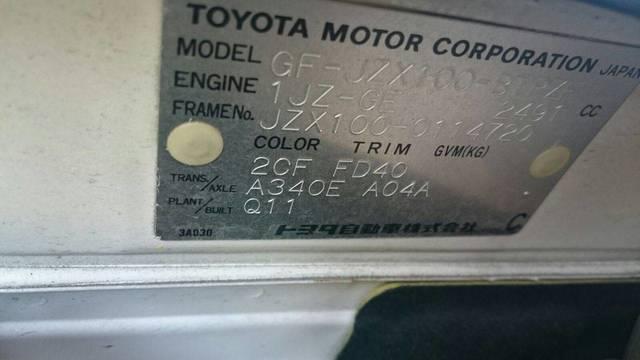 TOYOTA MOTOR CORPORATION JAPAN
MODEL GF-JZX100-
ENGINE 1JZ-GE 2491 CC
FRAME No. JZX100-0114720
COLOR TRIM GVM(KG)
2CF FD40
TRANS./AXLE A340E A04A
PLANT/BUILT Q11
3A030 トヨタ自動車株式会社 C